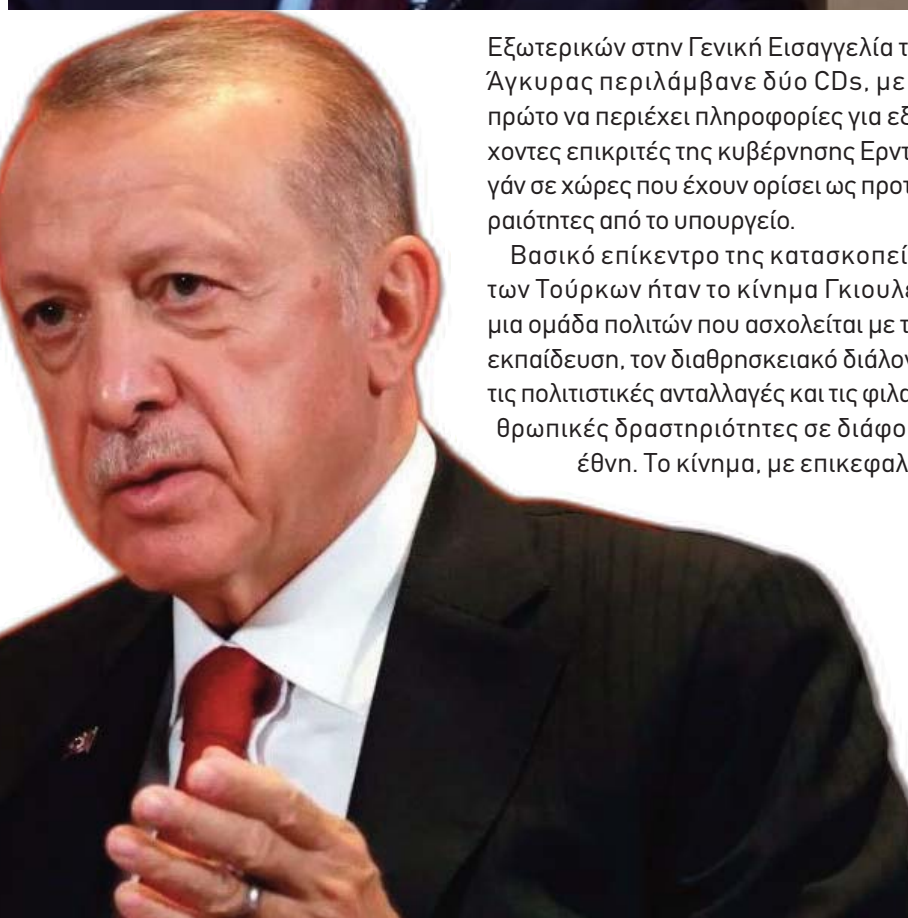 Εξωτερικών στην Γενική Εισαγγελία τ
Άγκυρας περιλάμβανε δύο CDs, με
πρώτο να περιέχει πληροφορίες για εξ
χοντες επικριτές της κυβέρνησης Ερντ
γάν σε χώρες που έχουν ορίσει ως προτ
ραιότητες από το υπουργείο.
Βασικό επίκεντρο της κατασκοπεί
των Τούρκων ήταν το κίνημα Γκιουλέ
μια ομάδα πολιτών που ασχολείται με τ
εκπαίδευση, τον διαθρησκειακό διάλογ
τις πολιτιστικές ανταλλαγές και τις φιλα
θρωπικές δραστηριότητες σε διάφο
έθνη. Το κίνημα, με επικεφαλ